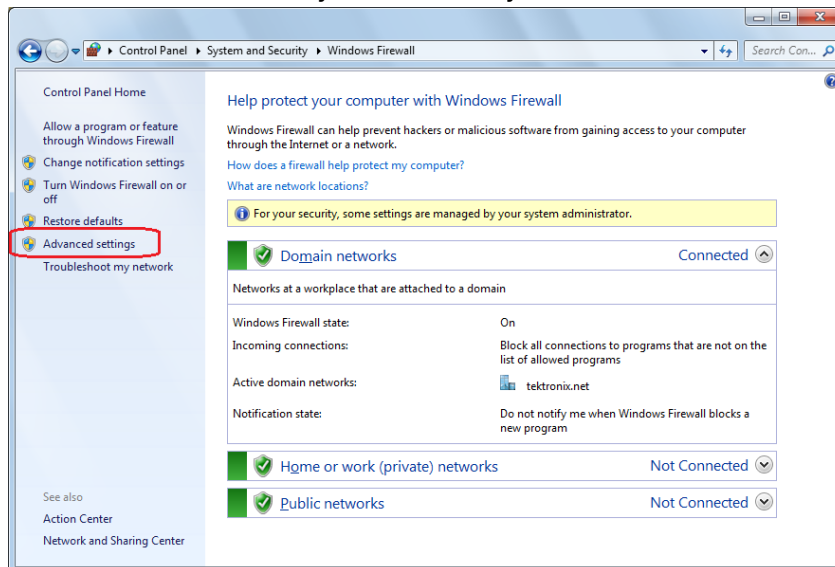 Control Panel ▸ System and Security ▸ Windows Firewall
Search Con...
Control Panel Home
Allow a program or feature
through Windows Firewall
Change notification settings
Turn Windows Firewall on or
off
Restore defaults
Advanced settings
Troubleshoot my network
See also
Action Center
Network and Sharing Center
Help protect your computer with Windows Firewall
Windows Firewall can help prevent hackers or malicious software from gaining access to your computer
through the Internet or a network.
How does a firewall help protect my computer?
What are network locations?
For your security, some settings are managed by your system administrator.
Domain networks Connected
Networks at a workplace that are attached to a domain
Windows Firewall state: On
Incoming connections: Block all connections to programs that are not on the
list of allowed programs
Active domain networks: tektronix.net
Notification state: Do not notify me when Windows Firewall blocks a
new program
Home or work (private) networks Not Connected
Public networks Not Connected